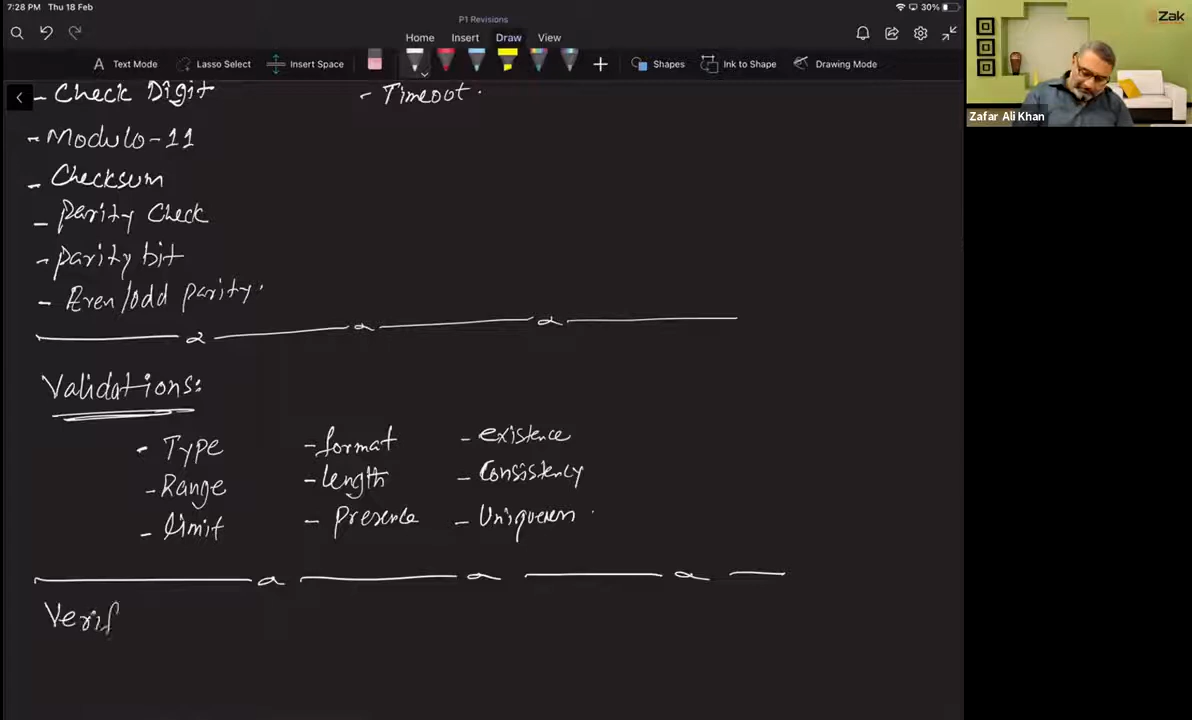 7:28 PM Thu 18 Feb
30%
P1 Revisions
Home Insert Draw View
Text Mode Lasso Select Insert Space Shapes Ink to Shape Drawing Mode
Zak
Zafar Ali Khan
- Check Digit - Timeout.
- Modulo-11
- Checksum
- Parity Check
- Parity bit
- Even/odd parity.
Validations:
- Type - format - existence
- Range - length - Consistency
- limit - Presence - Uniqueness.
Verif